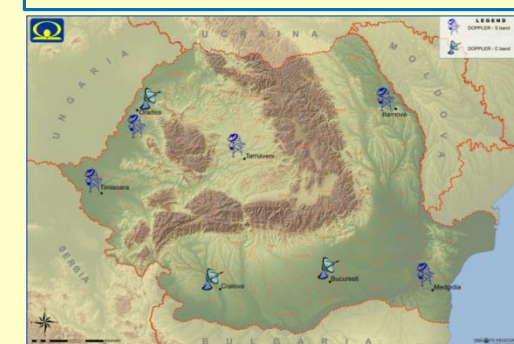 LEGEND
DOPPLER - S band
DOPPLER - C band
UCRAINA
UNGARIA
MOLDOVA
Oradea
Barnova
Tarnaveni
Timisoara
SERBIA
Craiova
Bucuresti
Medgidia
BULGARIA